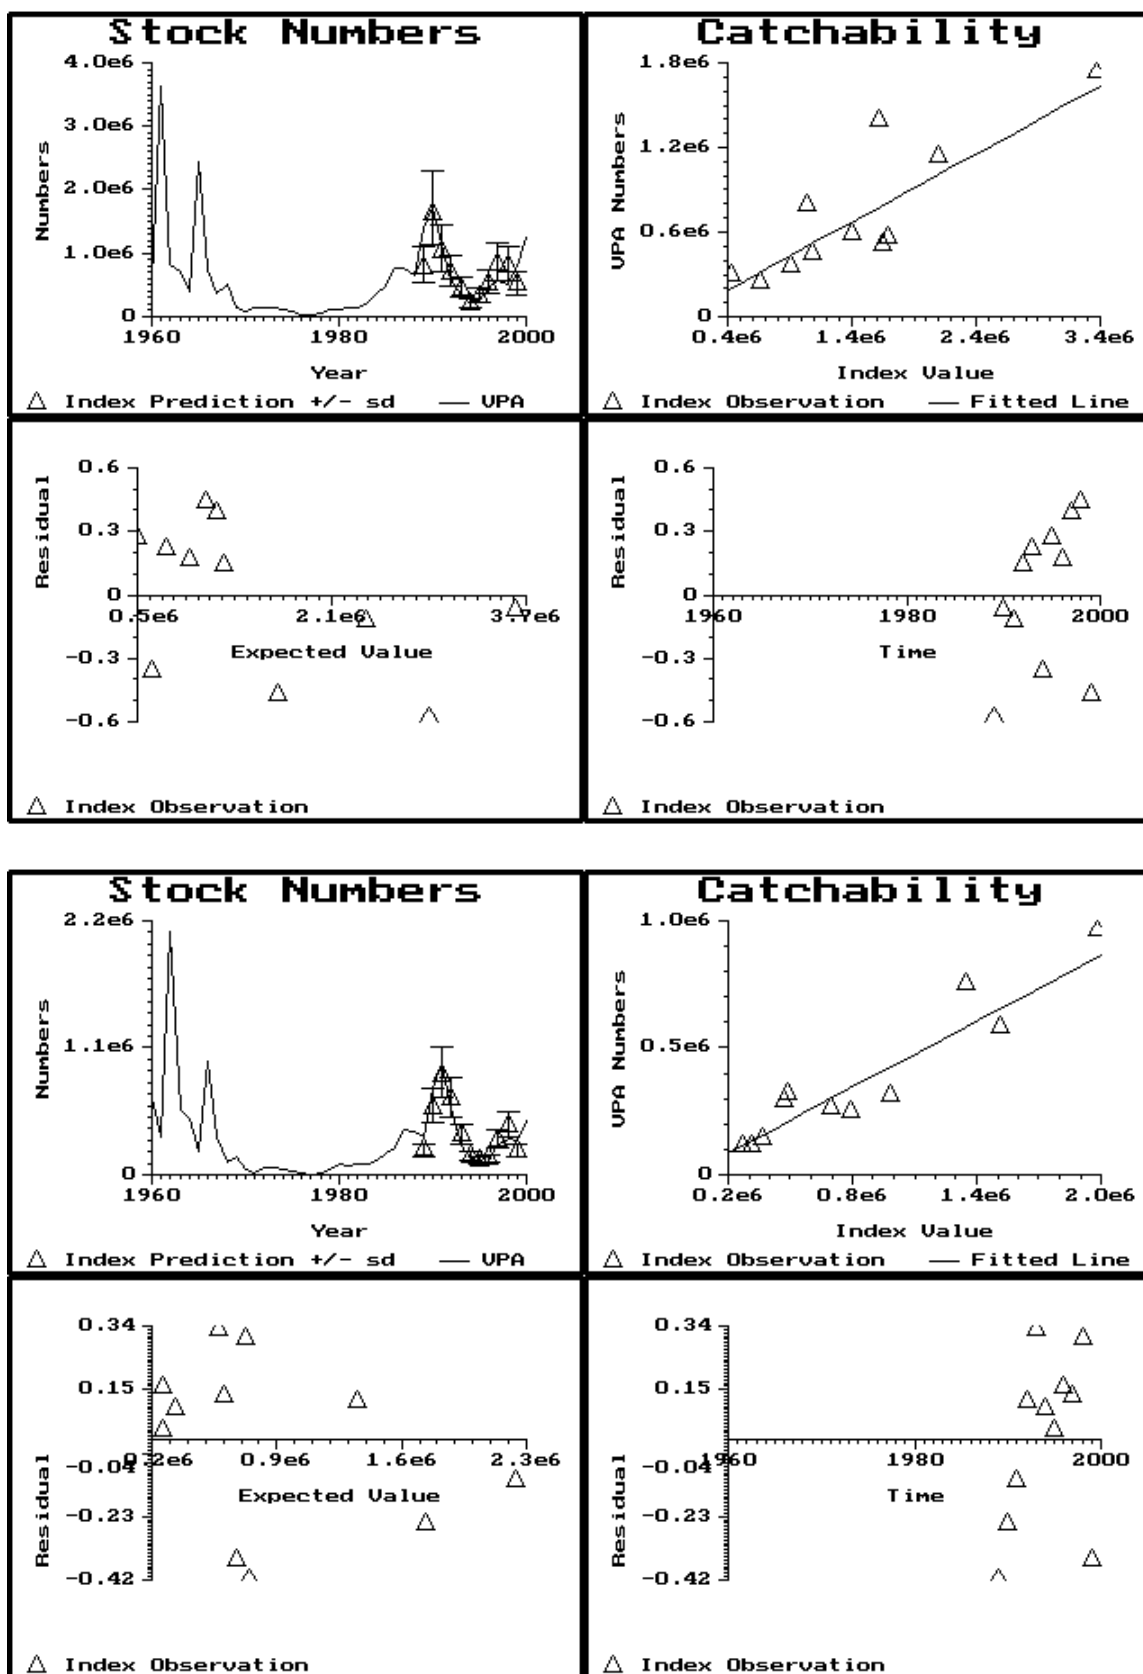 Stock Numbers
4.0e6
3.0e6
2.0e6
1.0e6
0
Numbers
1960 1980 2000
Year
Index Prediction +/- sd VPA
Catchability
1.8e6
1.2e6
0.6e6
0
VPA Numbers
0.4e6 1.4e6 2.4e6 3.4e6
Index Value
Index Observation Fitted Line
0.6
0.3
0
-0.3
-0.6
Residual
0.5e6 2.1e6 3.7e6
Expected Value
Index Observation
0.6
0.3
0
-0.3
-0.6
Residual
1960 1980 2000
Time
Index Observation
Stock Numbers
2.2e6
1.1e6
0
Numbers
1960 1980 2000
Year
Index Prediction +/- sd VPA
Catchability
1.0e6
0.5e6
0
VPA Numbers
0.2e6 0.8e6 1.4e6 2.0e6
Index Value
Index Observation Fitted Line
0.34
0.15
-0.04
-0.23
-0.42
Residual
0.2e6 0.9e6 1.6e6 2.3e6
Expected Value
Index Observation
0.34
0.15
-0.04
-0.23
-0.42
Residual
1960 1980 2000
Time
Index Observation